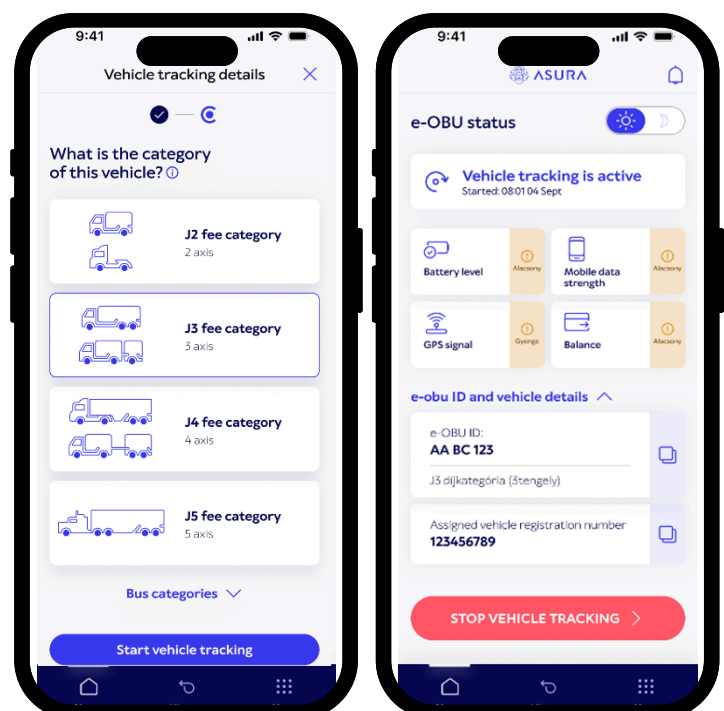 9:41
Vehicle tracking details
What is the category
of this vehicle?
J2 fee category
2 axis
J3 fee category
3 axis
J4 fee category
4 axis
J5 fee category
5 axis
Bus categories
Start vehicle tracking
9:41
ASURA
e-OBU status
Vehicle tracking is active
Started: 08:01 04 Sept
Battery level
Alacsony
Mobile data
strength
Alacsony
GPS signal
Gyenge
Balance
Alacsony
e-obu ID and vehicle details
e-OBU ID:
AA BC 123
J3 díjkategória (3tengely)
Assigned vehicle registration number
123456789
STOP VEHICLE TRACKING